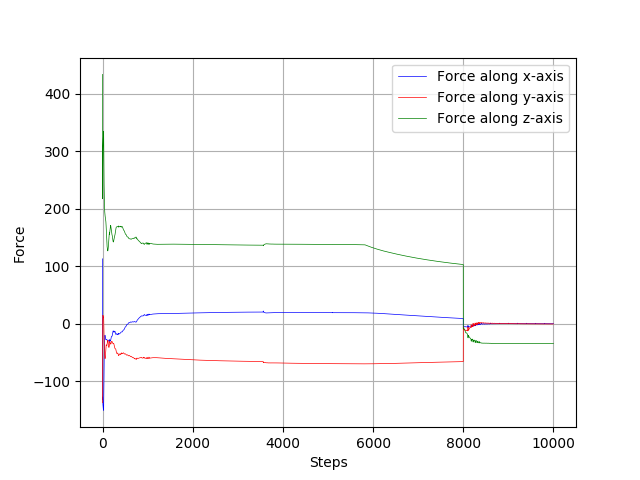 Force along x-axis
Force along y-axis
Force along z-axis
400
300
200
100
0
−100
Force
0 2000 4000 6000 8000 10000
Steps